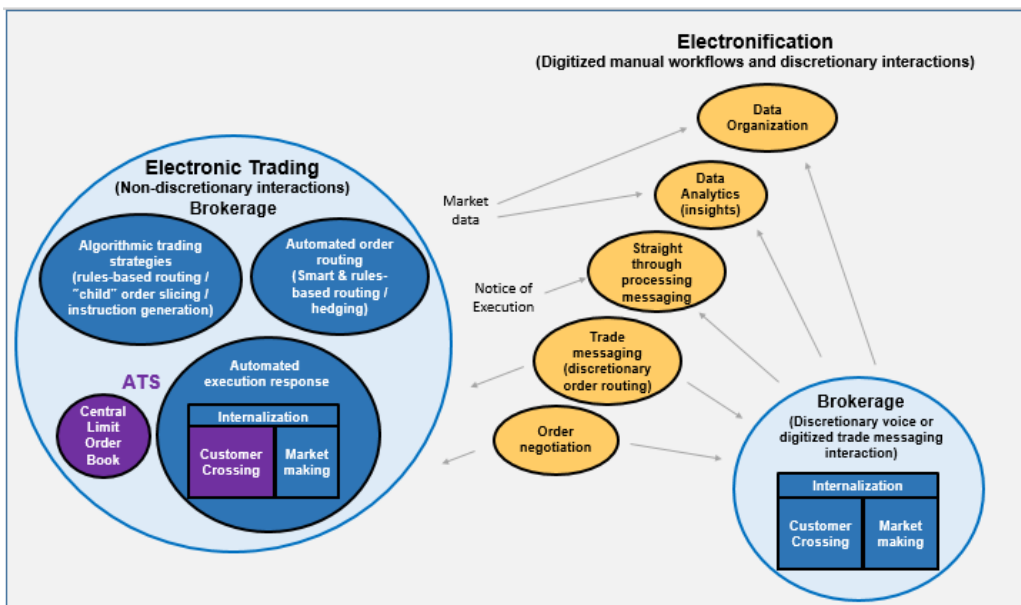 Electronification
(Digitized manual workflows and discretionary interactions)
Data
Organization
Electronic Trading
(Non-discretionary interactions)
Brokerage
Data
Analytics
(insights)
Market
data
Algorithmic trading
strategies
(rules-based routing /
“child” order slicing /
instruction generation)
Automated order
routing
(Smart & rules-
based routing /
hedging)
Straight
through
processing
messaging
Notice of
Execution
Trade
messaging
(discretionary
order routing)
ATS
Automated
execution response
Central
Limit
Order
Book
Internalization
Customer
Crossing
Market
making
Order
negotiation
Brokerage
(Discretionary voice or
digitized trade messaging
interaction)
Internalization
Customer
Crossing
Market
making